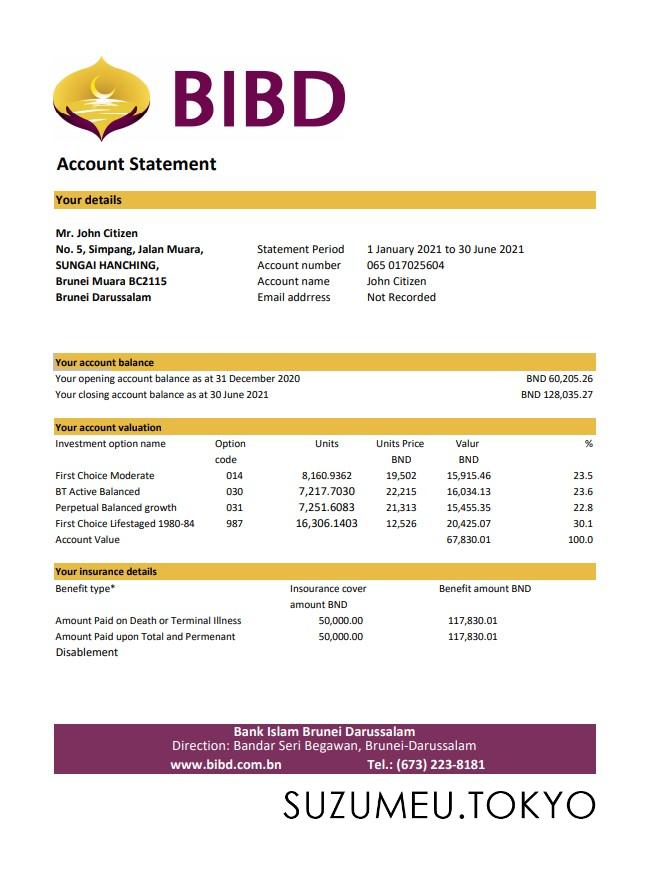 BIBD
Account Statement
Your details
Mr. John Citizen
No. 5, Simpang, Jalan Muara, Statement Period 1 January 2021 to 30 June 2021
SUNGAI HANCHING, Account number 065 017025604
Brunei Muara BC2115 Account name John Citizen
Brunei Darussalam Email addrress Not Recorded
Your account balance
Your opening account balance as at 31 December 2020 BND 60,205.26
Your closing account balance as at 30 June 2021 BND 128,035.27
Your account valuation
Investment option name Option Units Units Price Valur %
code BND BND
First Choice Moderate 014 8,160.9362 19,502 15,915.46 23.5
BT Active Balanced 030 7,217.7030 22,215 16,034.13 23.6
Perpetual Balanced growth 031 7,251.6083 21,313 15,455.35 22.8
First Choice Lifestaged 1980-84 987 16,306.1403 12,526 20,425.07 30.1
Account Value 67,830.01 100.0
Your insurance details
Benefit type* Insourance cover Benefit amount BND
amount BND
Amount Paid on Death or Terminal Illness 50,000.00 117,830.01
Amount Paid upon Total and Permenant 50,000.00 117,830.01
Disablement
Bank Islam Brunei Darussalam
Direction: Bandar Seri Begawan, Brunei-Darussalam
www.bibd.com.bn Tel.: (673) 223-8181
SUZUMEU.TOKYO